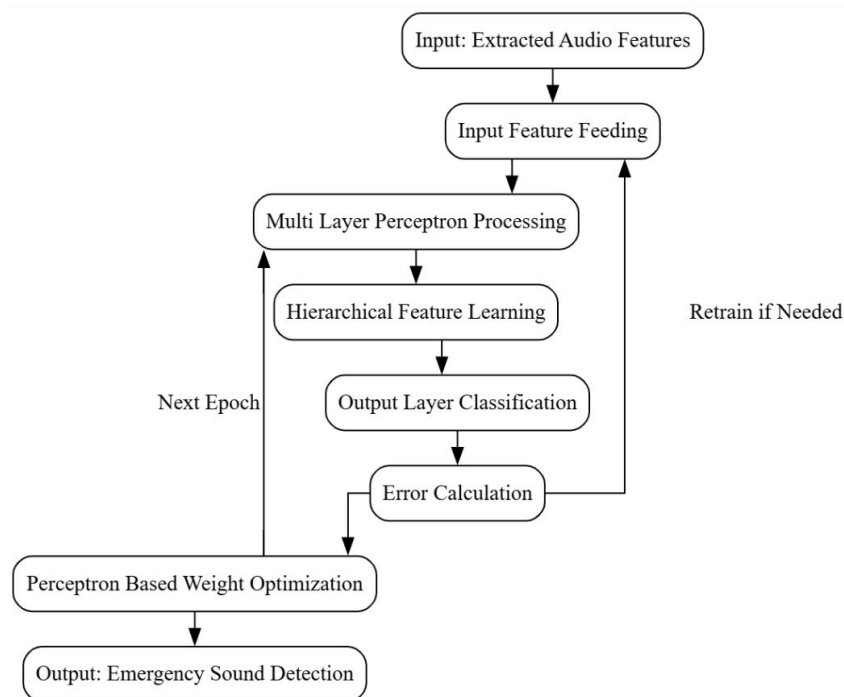 Input: Extracted Audio Features
Input Feature Feeding
Multi Layer Perceptron Processing
Hierarchical Feature Learning
Retrain if Needed
Output Layer Classification
Next Epoch
Error Calculation
Perceptron Based Weight Optimization
Output: Emergency Sound Detection